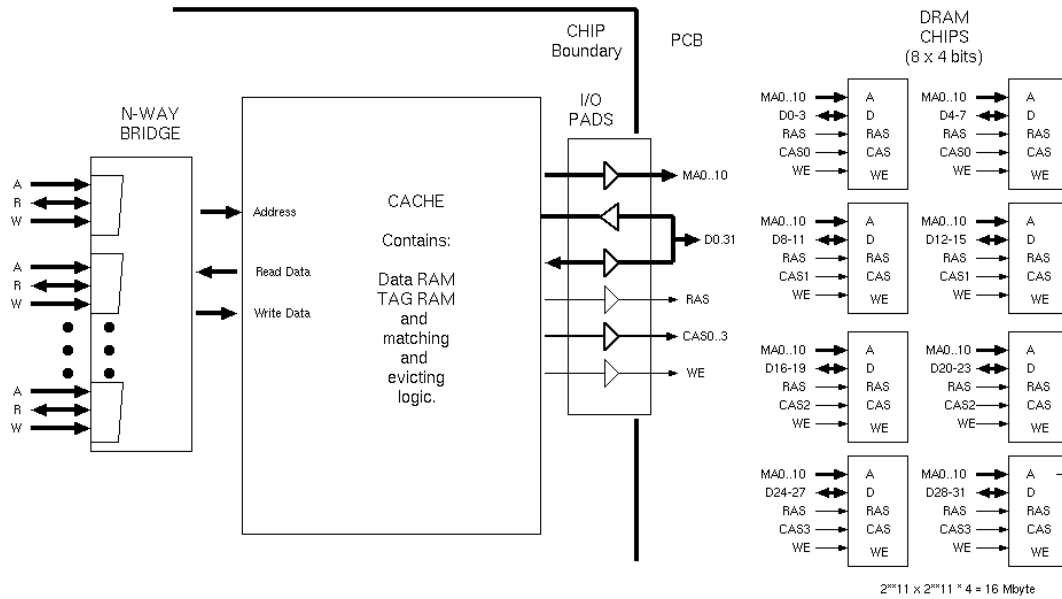 CHIP
Boundary
PCB
DRAM
CHIPS
(8 x 4 bits)
N-WAY
BRIDGE
A
R
W
A
R
W
A
R
W
Address
Read Data
Write Data
CACHE
Contains:
Data RAM
TAG RAM
and
matching
and
evicting
logic.
I/O
PADS
MA0..10
D0.31
RAS
CAS0..3
WE
MA0..10 A
D0-3 D
RAS RAS
CAS0 CAS
WE WE
MA0..10 A
D4-7 D
RAS RAS
CAS0 CAS
WE WE
MA0..10 A
D8-11 D
RAS RAS
CAS1 CAS
WE WE
MA0..10 A
D12-15 D
RAS RAS
CAS1 CAS
WE WE
MA0..10 A
D16-19 D
RAS RAS
CAS2 CAS
WE WE
MA0..10 A
D20-23 D
RAS RAS
CAS2 CAS
WE WE
MA0..10 A
D24-27 D
RAS RAS
CAS3 CAS
WE WE
MA0..10 A
D28-31 D
RAS RAS
CAS3 CAS
WE WE
2**11 x 2**11 * 4 = 16 Mbyte